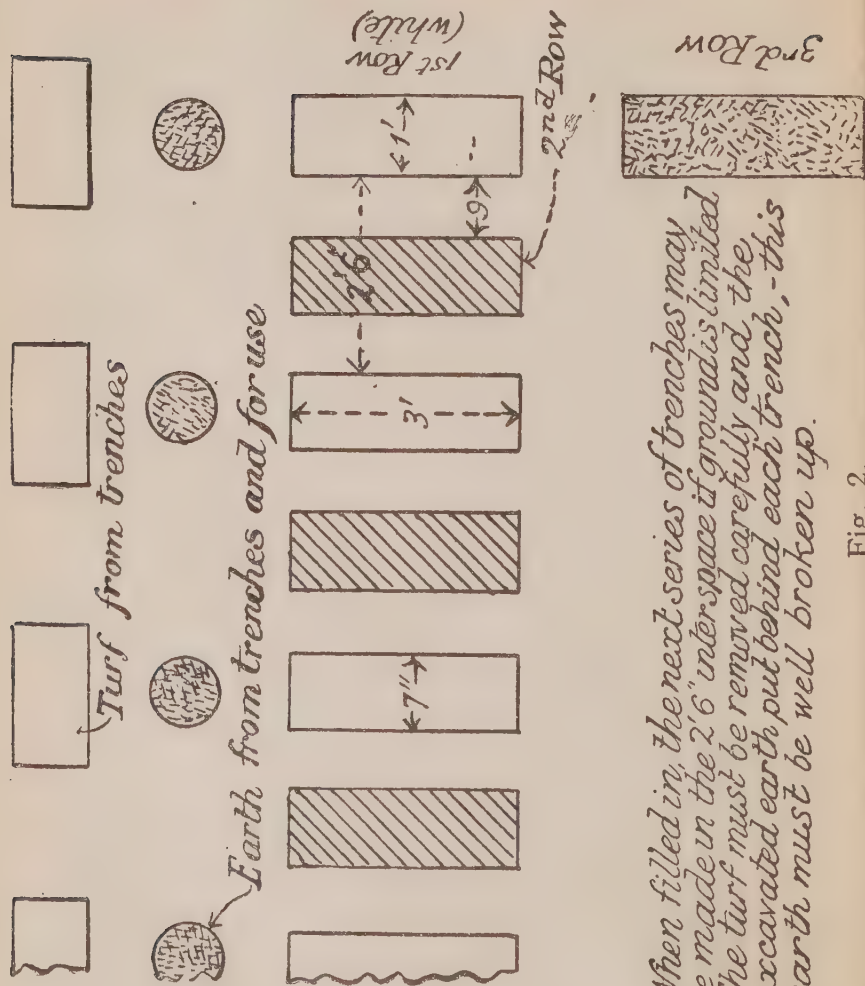 Turf from trenches
Earth from trenches and for use
1st Row
(white)
2nd Row
3rd Row
1'
9"
2'6"
3'
7"
When filled in, the next series of trenches may
be made in the 2'6" interspace if ground is limited
The turf must be removed carefully and the
excavated earth put behind each trench,-this
earth must be well broken up.
Fig. 2.